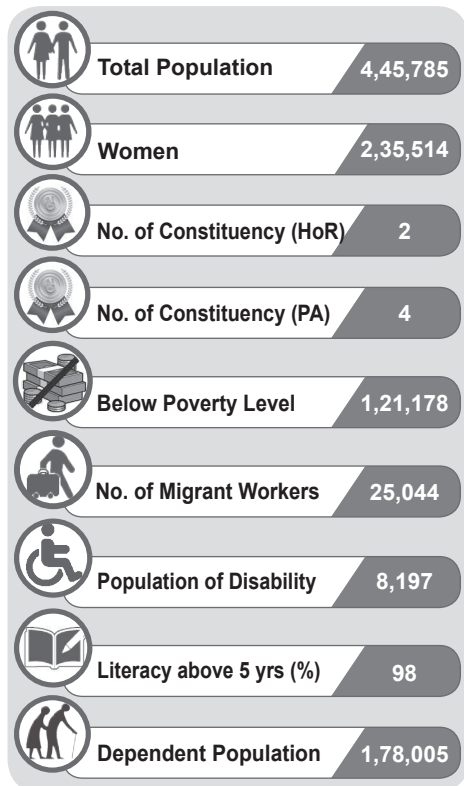 Total Population 4,45,785
Women 2,35,514
No. of Constituency (HoR) 2
No. of Constituency (PA) 4
Below Poverty Level 1,21,178
No. of Migrant Workers 25,044
Population of Disability 8,197
Literacy above 5 yrs (%) 98
Dependent Population 1,78,005